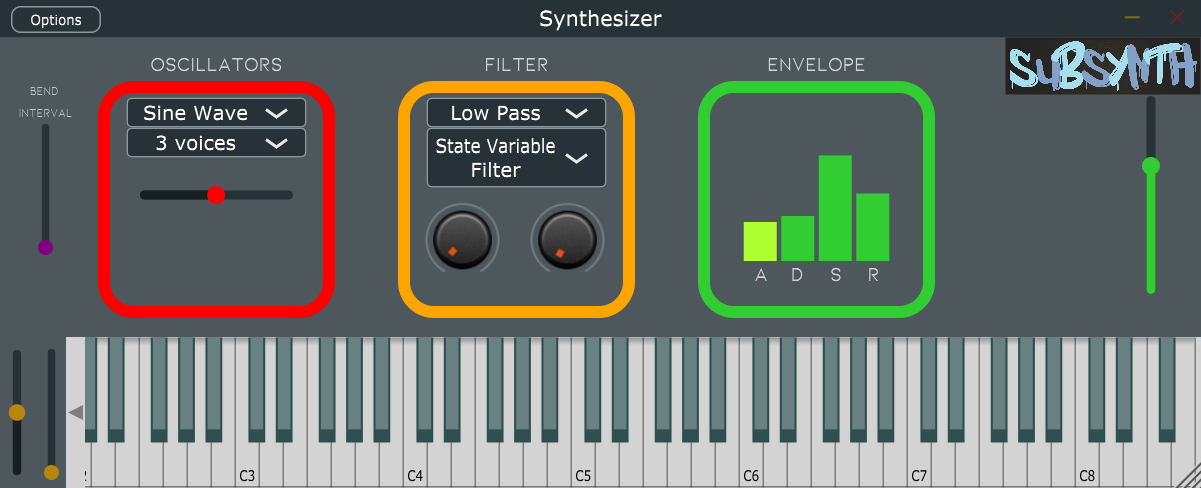 Options
Synthesizer
SUBSYNTH
OSCILLATORS
FILTER
ENVELOPE
BEND
INTERVAL
Sine Wave
3 voices
Low Pass
State Variable
Filter
A D S R
C3 C4 C5 C6 C7 C8